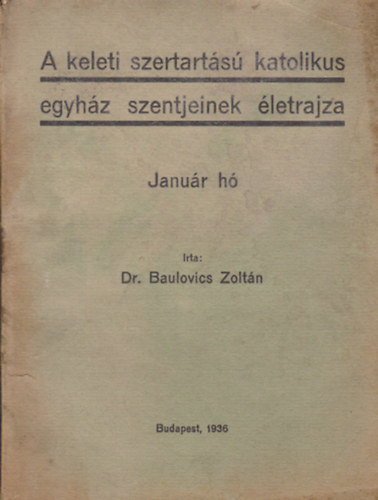 A keleti szertartású katolikus
egyház szentjeinek életrajza
Január hó
Irta:
Dr. Baulovics Zoltán
Budapest, 1936